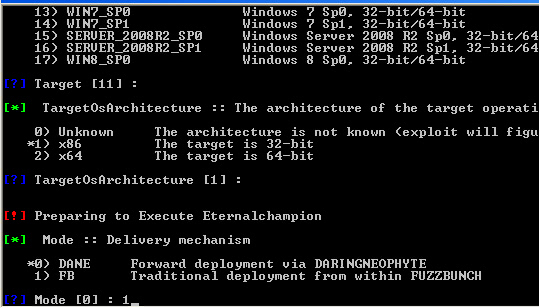 13) WIN7_SP0 Windows 7 Sp0, 32-bit/64-bit
14) WIN7_SP1 Windows 7 Sp1, 32-bit/64-bit
15) SERVER_2008R2_SP0 Windows Server 2008 R2 Sp0, 32-bit/64
16) SERVER_2008R2_SP1 Windows Server 2008 R2 Sp1, 32-bit/64
17) WIN8_SP0 Windows 8 Sp0, 32-bit/64-bit
[?] Target [11] :
[*] TargetOsArchitecture :: The architecture of the target operati
0) Unknown The architecture is not known (exploit will figu
*1) x86 The target is 32-bit
2) x64 The target is 64-bit
[?] TargetOsArchitecture [1] :
[!] Preparing to Execute Eternalchampion
[*] Mode :: Delivery mechanism
*0) DANE Forward deployment via DARINGNEOPHYTE
1) FB Traditional deployment from within FUZZBUNCH
[?] Mode [0] : 1_